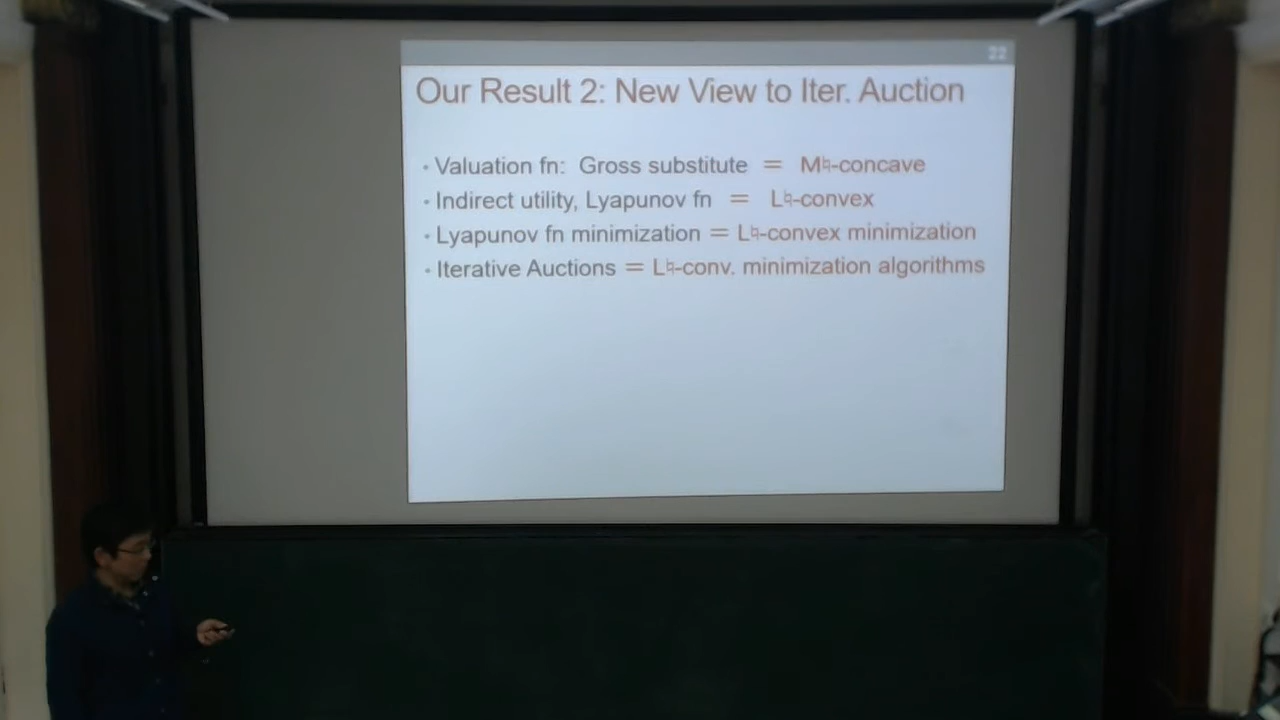 22
Our Result 2: New View to Iter. Auction
• Valuation fn: Gross substitute = M♮-concave
• Indirect utility, Lyapunov fn = L♮-convex
• Lyapunov fn minimization = L♮-convex minimization
• Iterative Auctions = L♮-conv. minimization algorithms